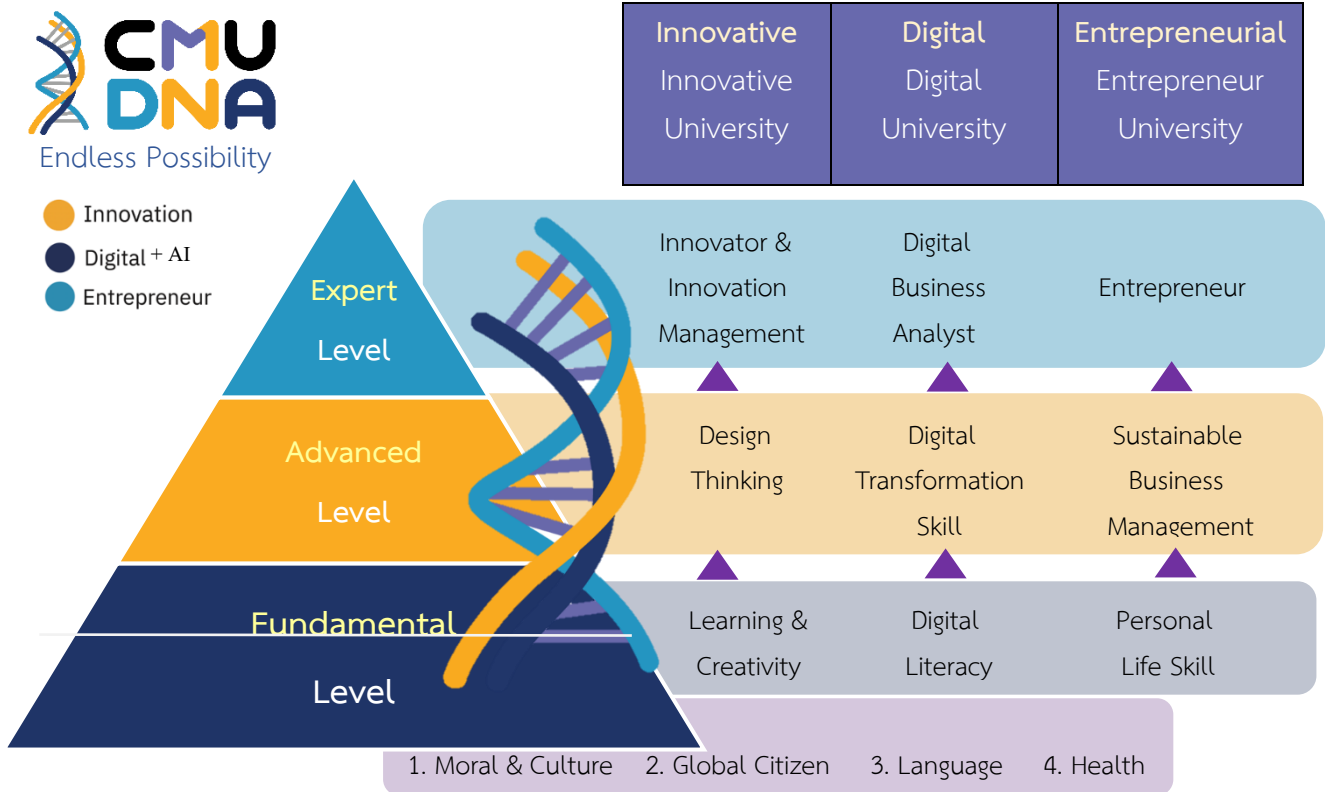 CMU
DNA
Endless Possibility
Innovation
Digital + AI
Entrepreneur
Innovative
Innovative
University
Digital
Digital
University
Entrepreneurial
Entrepreneur
University
Expert
Level
Innovator &
Innovation
Management
Digital
Business
Analyst
Entrepreneur
Advanced
Level
Design
Thinking
Digital
Transformation
Skill
Sustainable
Business
Management
Fundamental
Level
Learning &
Creativity
Digital
Literacy
Personal
Life Skill
1. Moral & Culture 2. Global Citizen 3. Language 4. Health